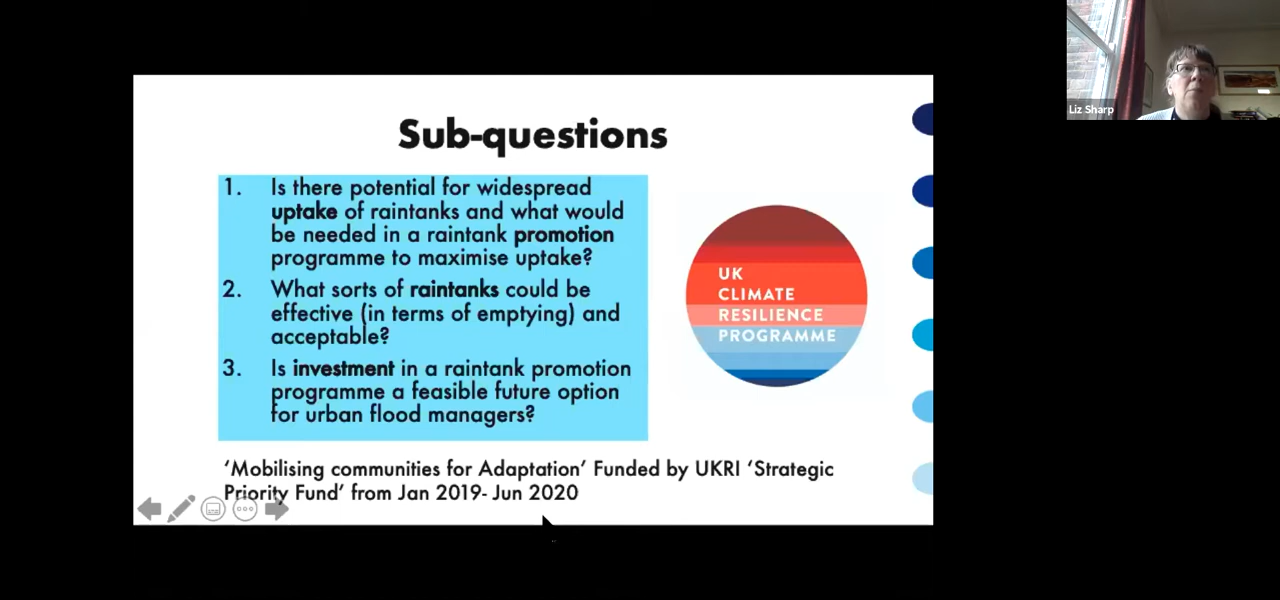 Sub-questions
1. Is there potential for widespread
uptake of raintanks and what would
be needed in a raintank promotion
programme to maximise uptake?
2. What sorts of raintanks could be
effective (in terms of emptying) and
acceptable?
3. Is investment in a raintank promotion
programme a feasible future option
for urban flood managers?
UK
CLIMATE
RESILIENCE
PROGRAMME
‘Mobilising communities for Adaptation’ Funded by UKRI ‘Strategic
Priority Fund’ from Jan 2019- Jun 2020
Liz Sharp